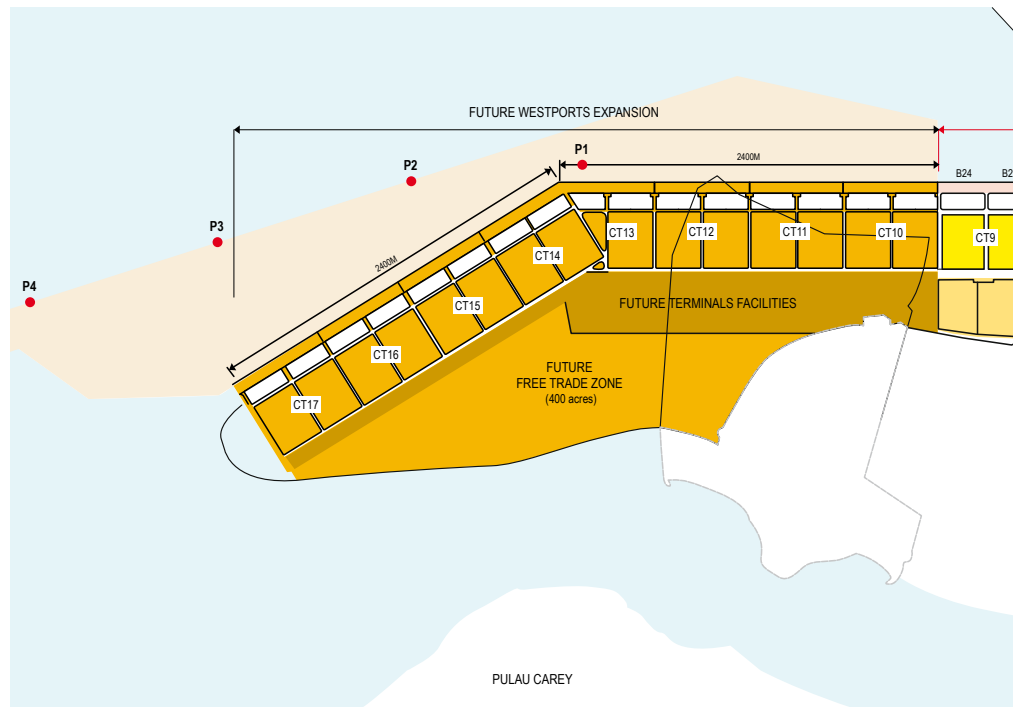 FUTURE WESTPORTS EXPANSION
P1
2400M
P2
B24
P3
CT13
CT12
CT11
CT10
CT9
CT14
2400M
P4
CT15
FUTURE TERMINALS FACILITIES
CT16
FUTURE
FREE TRADE ZONE
(400 acres)
CT17
PULAU CAREY